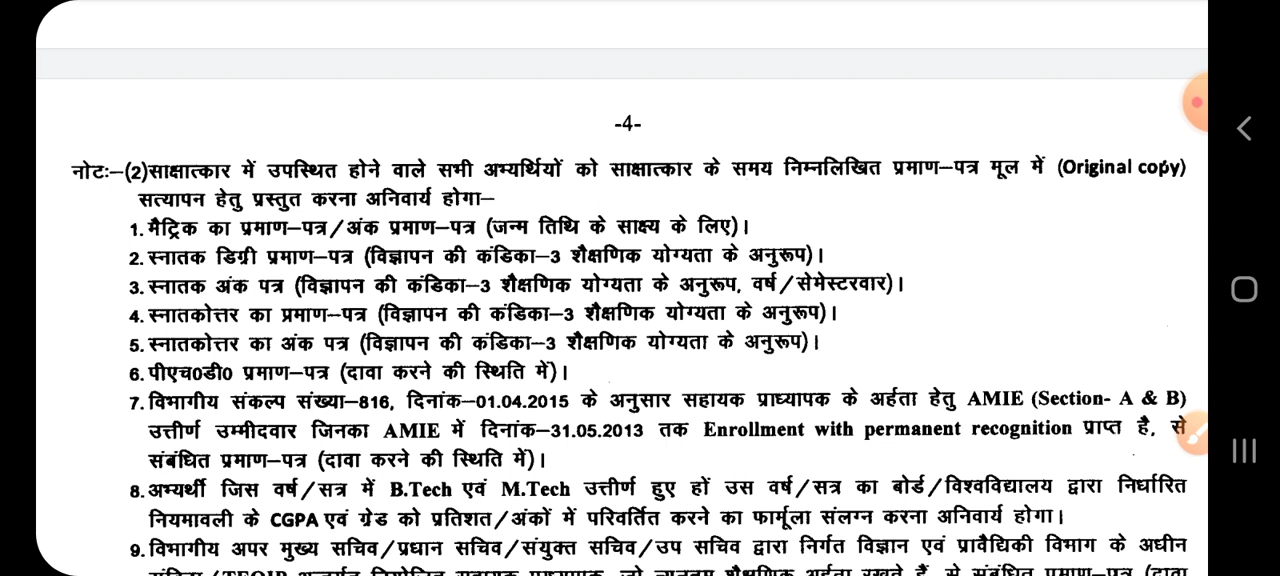 -4-
नोटः–(2)साक्षात्कार में उपस्थित होने वाले सभी अभ्यर्थियों को साक्षात्कार के समय निम्नलिखित प्रमाण–पत्र मूल में (Original copy)
सत्यापन हेतु प्रस्तुत करना अनिवार्य होगा–
1. मैट्रिक का प्रमाण–पत्र/अंक प्रमाण–पत्र (जन्म तिथि के साक्ष्य के लिए)।
2. स्नातक डिग्री प्रमाण–पत्र (विज्ञापन की कंडिका–3 शैक्षणिक योग्यता के अनुरूप)।
3. स्नातक अंक पत्र (विज्ञापन की कंडिका–3 शैक्षणिक योग्यता के अनुरूप, वर्ष/सेमेस्टरवार)।
4. स्नातकोत्तर का प्रमाण–पत्र (विज्ञापन की कंडिका–3 शैक्षणिक योग्यता के अनुरूप)।
5. स्नातकोत्तर का अंक पत्र (विज्ञापन की कंडिका–3 शैक्षणिक योग्यता के अनुरूप)।
6. पीएच0डी0 प्रमाण–पत्र (दावा करने की स्थिति में)।
7. विभागीय संकल्प संख्या–816, दिनांक–01.04.2015 के अनुसार सहायक प्राध्यापक के अर्हता हेतु AMIE (Section- A & B)
उत्तीर्ण उम्मीदवार जिनका AMIE में दिनांक–31.05.2013 तक Enrollment with permanent recognition प्राप्त है, से
संबंधित प्रमाण–पत्र (दावा करने की स्थिति में)।
8. अभ्यर्थी जिस वर्ष/सत्र में B.Tech एवं M.Tech उत्तीर्ण हुए हों उस वर्ष/सत्र का बोर्ड/विश्वविद्यालय द्वारा निर्धारित
नियमावली के CGPA एवं ग्रेड को प्रतिशत/अंकों में परिवर्तित करने का फार्मूला संलग्न करना अनिवार्य होगा।
9. विभागीय अपर मुख्य सचिव/प्रधान सचिव/संयुक्त सचिव/उप सचिव द्वारा निर्गत विज्ञान एवं प्रावैद्यिकी विभाग के अधीन